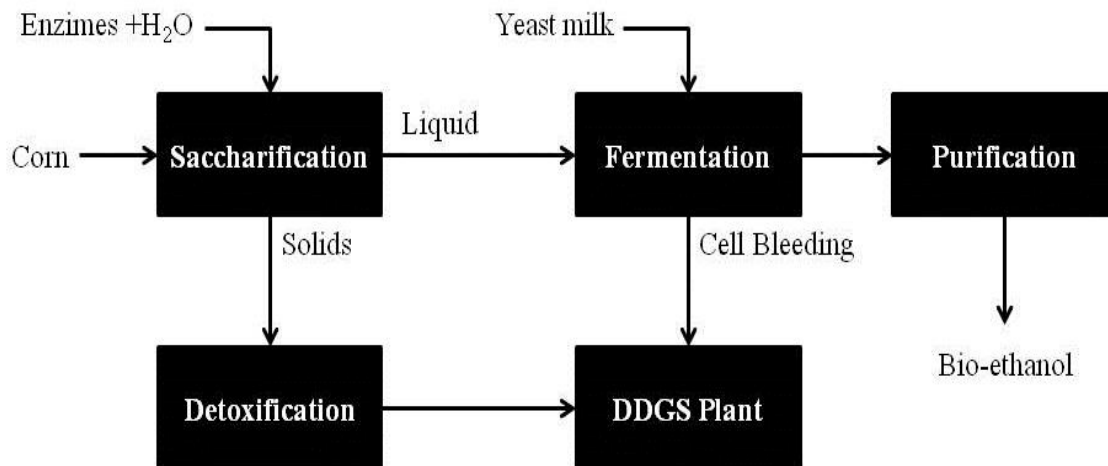 Enzimes +H₂O
Yeast milk
Corn
Saccharification
Liquid
Fermentation
Purification
Solids
Cell Bleeding
Detoxification
DDGS Plant
Bio-ethanol